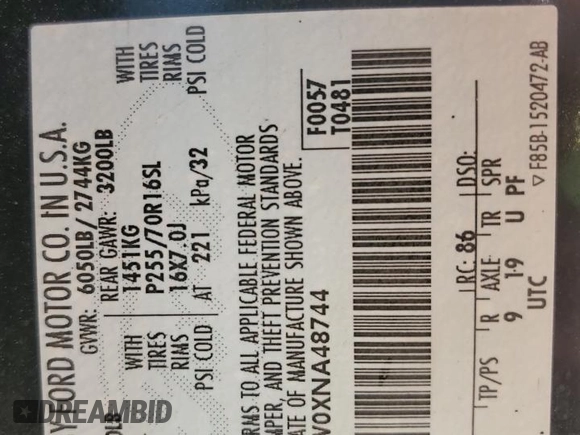 FORD MOTOR CO. IN U.S.A.
GVWR: 6050LB/ 2744KG
REAR GAWR: 3200LB
WITH 1451KG WITH
TIRES P255/70R16SL TIRES
RIMS 16X7.0J RIMS
PSI COLD AT 221 kPa/32 PSI COLD
TO ALL APPLICABLE FEDERAL MOTOR
AND THEFT PREVENTION STANDARDS
OF MANUFACTURE SHOWN ABOVE.
F0057
T0481
V0XNA48744
RC: 86 DSO:
TP/PS R AXLE TR SPR
9 19 U PF
UTC
▽ F85B-1520472-AB
DREAMBID